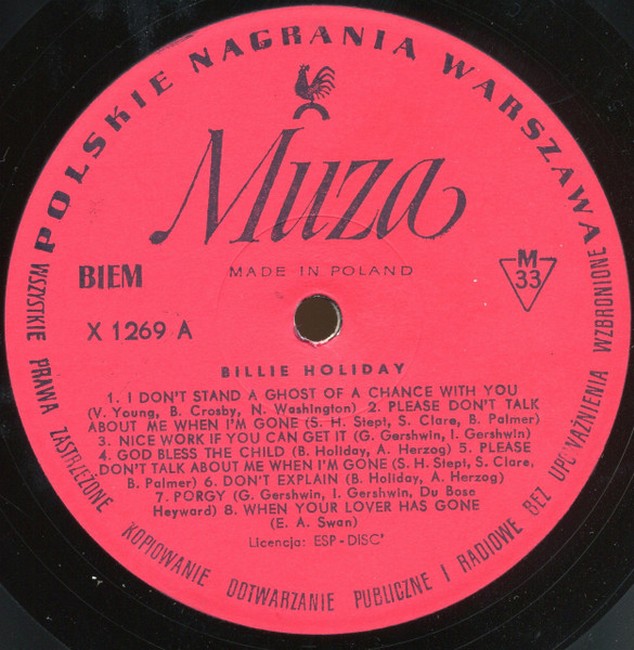 POLSKIE NAGRANIA WARSZAWA
Muza
BIEM
MADE IN POLAND
M
33
X 1269 A
BILLIE HOLIDAY
1. I DON'T STAND A GHOST OF A CHANCE WITH YOU
(V. Young, B. Crosby, N. Washington) 2. PLEASE DON'T TALK
ABOUT ME WHEN I'M GONE (S. H. Stept, S. Clare, B. Palmer)
3. NICE WORK IF YOU CAN GET IT (G. Gershwin, I. Gershwin)
4. GOD BLESS THE CHILD (B. Holiday, A. Herzog) 5. PLEASE
DON'T TALK ABOUT ME WHEN I'M GONE (S. H. Stept, S. Clare,
B. Palmer) 6. DON'T EXPLAIN (B. Holiday, A. Herzog)
7. PORGY (G. Gershwin, I. Gershwin, Du Bose
Heyward) 8. WHEN YOUR LOVER HAS GONE
(E. A. Swan)
Licencja: ESP-DISC'
WSZYSTKIE PRAWA ZASTRZEŻONE KOPIOWANIE ODTWARZANIE PUBLICZNE I RADIOWE BEZ UPOWAŻNIENIA WZBRONIONE